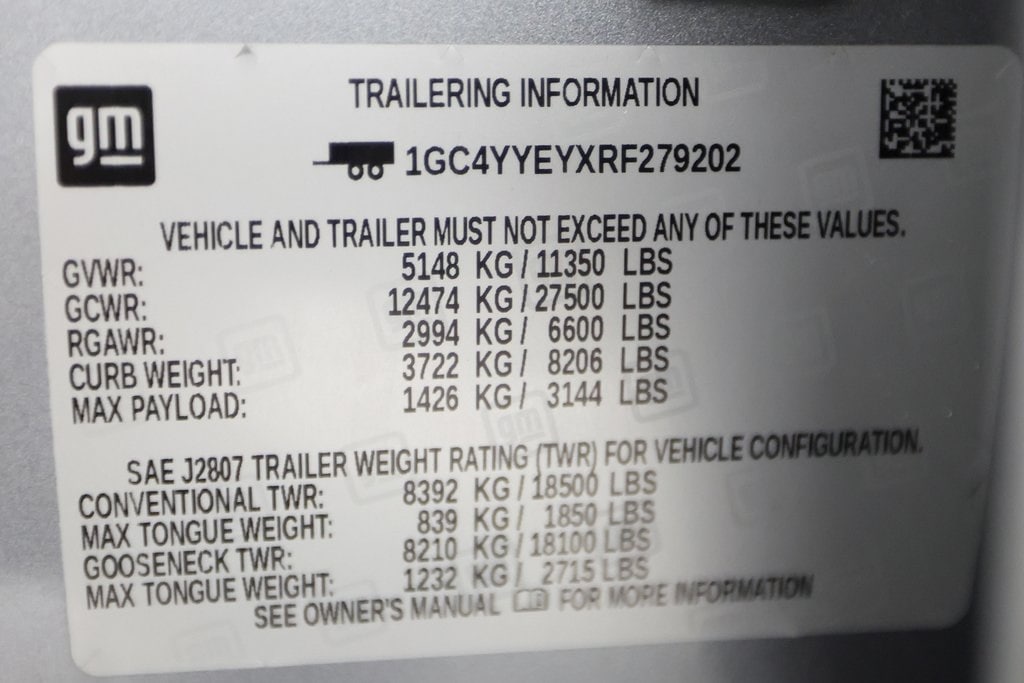 gm
TRAILERING INFORMATION
1GC4YYEYXRF279202
VEHICLE AND TRAILER MUST NOT EXCEED ANY OF THESE VALUES.
GVWR: 5148 KG / 11350 LBS
GCWR: 12474 KG / 27500 LBS
RGAWR: 2994 KG / 6600 LBS
CURB WEIGHT: 3722 KG / 8206 LBS
MAX PAYLOAD: 1426 KG / 3144 LBS
SAE J2807 TRAILER WEIGHT RATING (TWR) FOR VEHICLE CONFIGURATION.
CONVENTIONAL TWR: 8392 KG / 18500 LBS
MAX TONGUE WEIGHT: 839 KG / 1850 LBS
GOOSENECK TWR: 8210 KG / 18100 LBS
MAX TONGUE WEIGHT: 1232 KG / 2715 LBS
SEE OWNER'S MANUAL FOR MORE INFORMATION